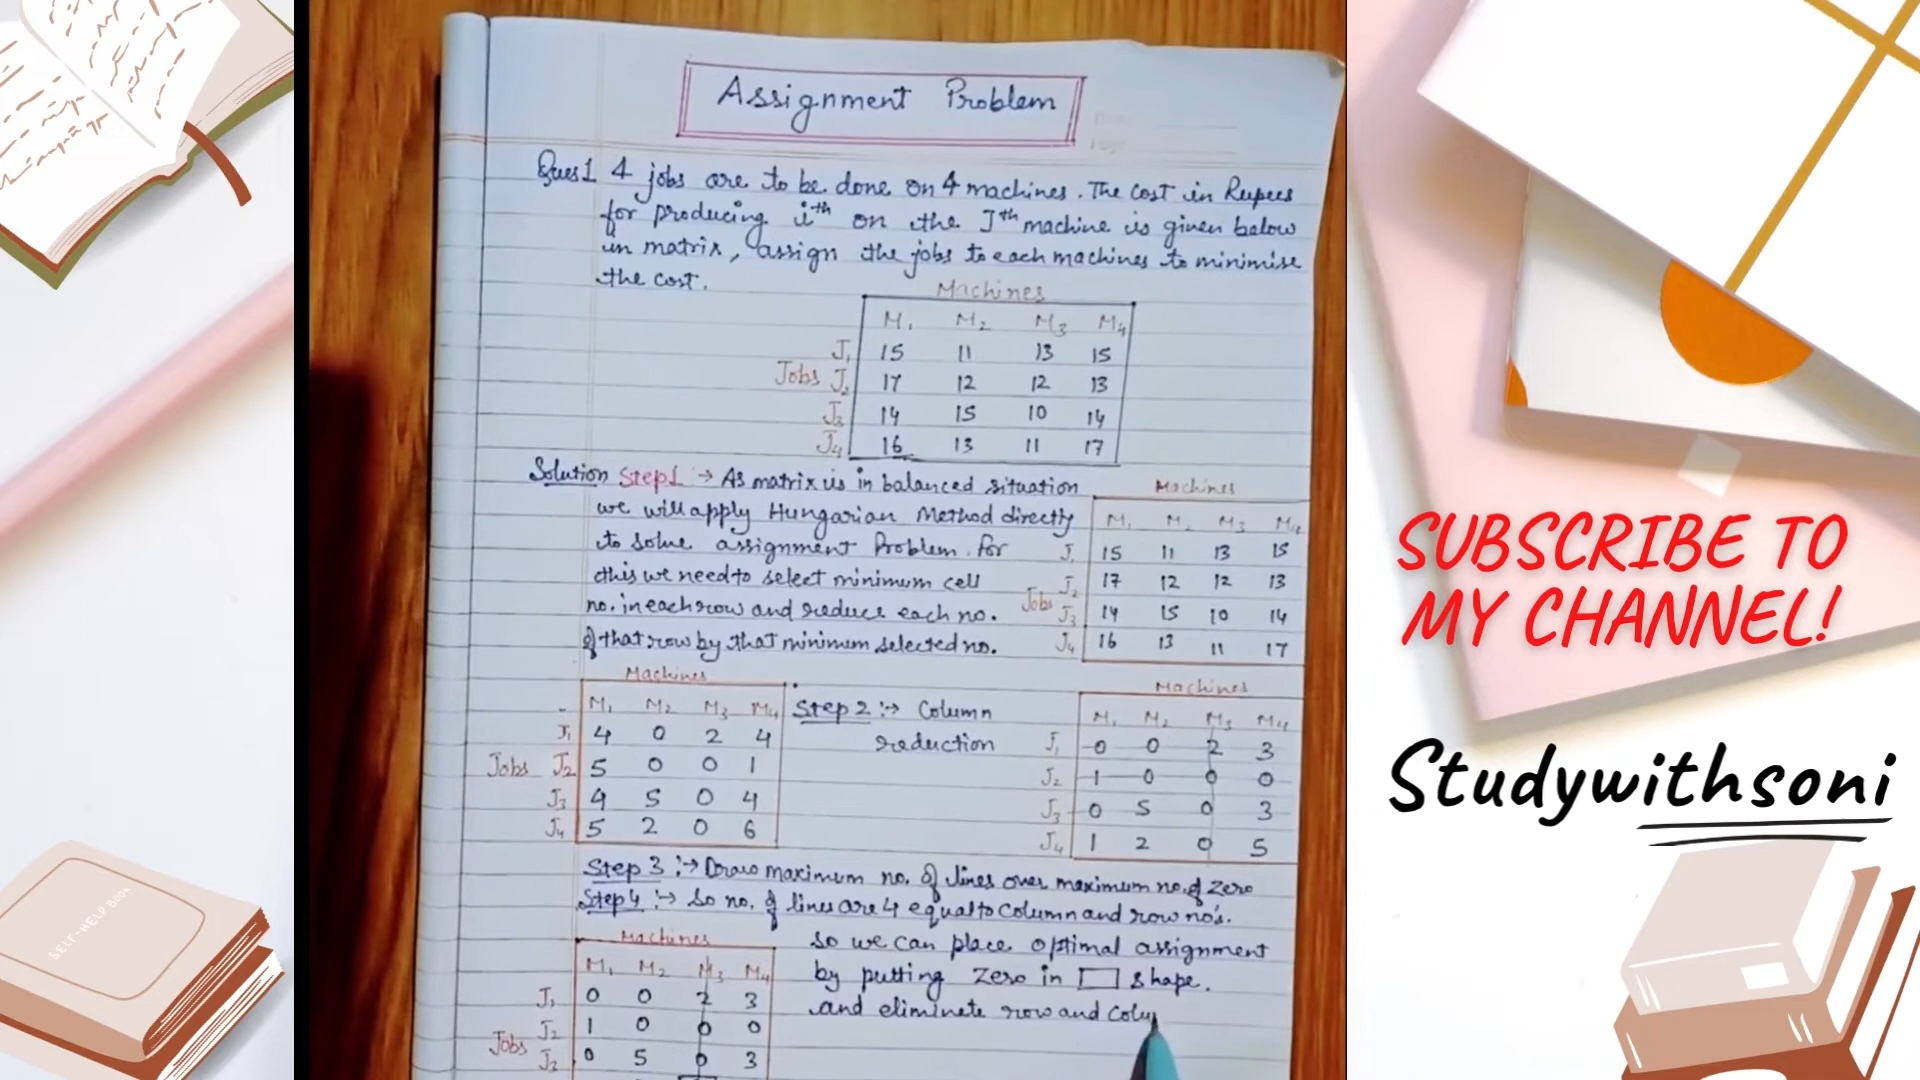 Assignment Problem
Ques1 4 jobs are to be done on 4 machines. The cost in Rupees
for producing ith on the Jth machine is given below
in matrix, assign the jobs to each machines to minimise
the cost.
Machines
M1 M2 M3 M4
J1 15 11 13 15
Jobs J2 17 12 12 13
J3 14 15 10 14
J4 16 13 11 17
Solution Step1 :→ As matrix is in balanced situation
we will apply Hungarian Method directly
to solve assignment Problem. for
this we need to select minimum cell
no. in each row and reduce each no.
of that row by that minimum selected no.
Machines
M1 M2 M3 M4
J1 15 11 13 15
J2 17 12 12 13
Jobs J3 14 15 10 14
J4 16 13 11 17
Machines
M1 M2 M3 M4
J1 4 0 2 4
Jobs J2 5 0 0 1
J3 4 5 0 4
J4 5 2 0 6
Step 2 :→ Column
reduction
Machines
M1 M2 M3 M4
J1 0 0 2 3
J2 1 0 0 0
J3 0 5 0 3
J4 1 2 0 5
Step 3 :→ Draw maximum no. of lines over maximum no. of zero
Step 4 :→ So no. of lines are 4 equal to column and row no's.
Machines
M1 M2 M3 M4
J1 0 0 2 3
J2 1 0 0 0
Jobs J3 0 5 0 3
so we can place optimal assignment
by putting zero in □ shape.
and eliminate row and colu
SUBSCRIBE TO
MY CHANNEL!
Studywithsoni
SELF-HELP BOOK